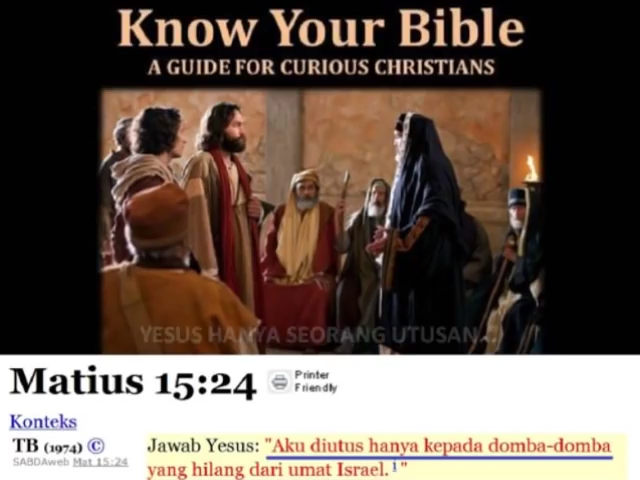 Know Your Bible
A GUIDE FOR CURIOUS CHRISTIANS
YESUS HANYA SEORANG UTUSAN
Matius 15:24
Printer
Friendly
Konteks
TB (1974) ©
SABDAweb Mat 15:24
Jawab Yesus: "Aku diutus hanya kepada domba-domba
yang hilang dari umat Israel. i "